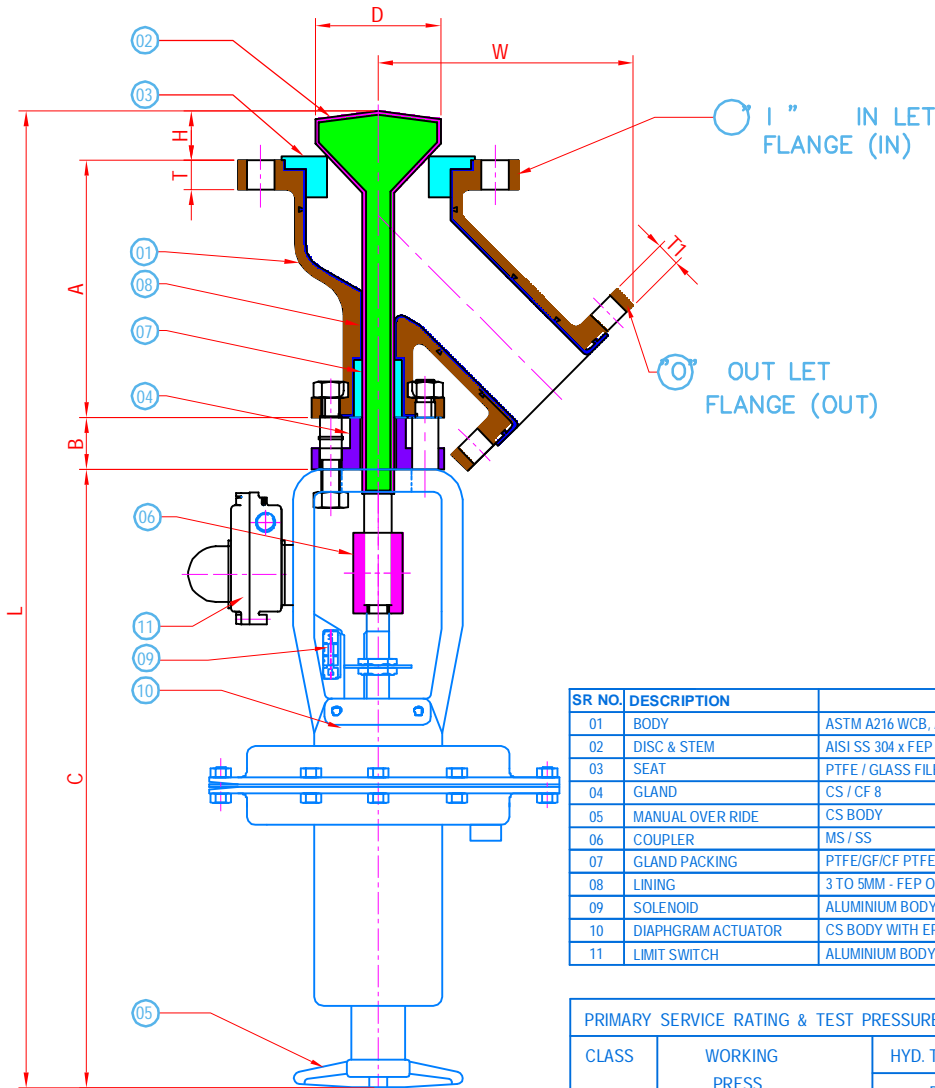 D
W
02
03
"I" IN LET
FLANGE (IN)
H
T
T1
01
A
08
07
"O" OUT LET
FLANGE (OUT)
04
B
06
L
11
09
10
C
05
SR NO. DESCRIPTION
01 BODY ASTM A216 WCB,
02 DISC & STEM AISI SS 304 x FEP
03 SEAT PTFE / GLASS
04 GLAND CS / CF 8
05 MANUAL OVER RIDE CS BODY
06 COUPLER MS / SS
07 GLAND PACKING PTFE/GF/CF PTFE
08 LINING 3 TO 5MM - FEP
09 SOLENOID ALUMINIUM BODY
10 DIAPHGRAM ACTUATOR CS BODY WITH
11 LIMIT SWITCH ALUMINIUM BODY
PRIMARY SERVICE RATING & TEST PRESSURE
CLASS WORKING HYD.
PRESS